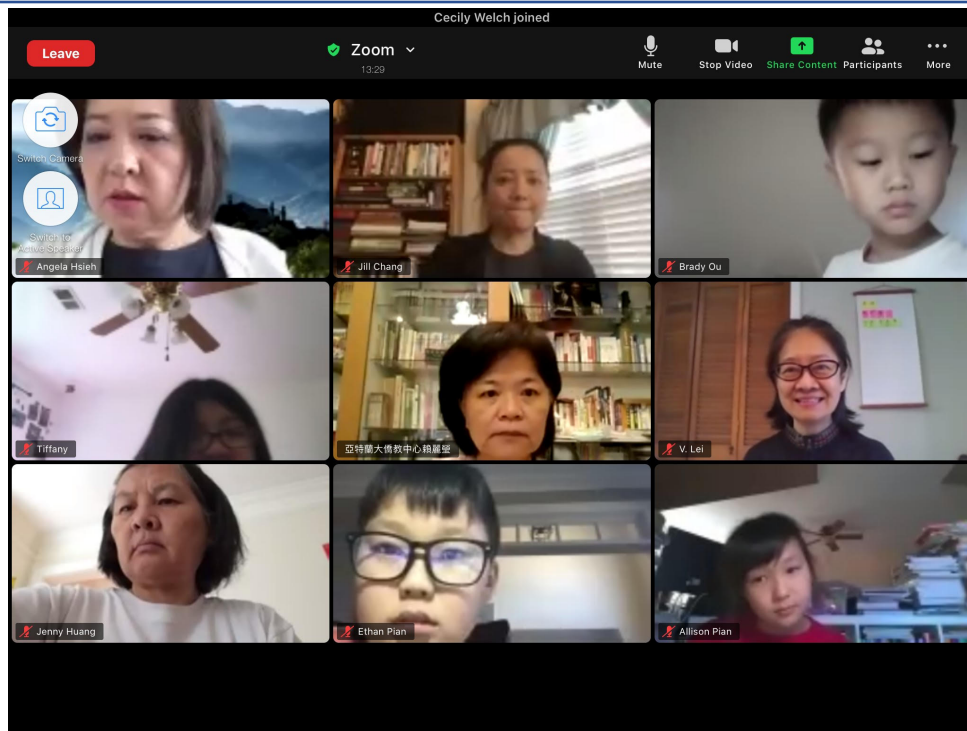 Cecily Welch joined
Leave
Zoom
13:29
Mute
Stop Video
Share Content
Participants
More
Switch Camera
Switch to
Active Speaker
Angela Hsieh
Jill Chang
Brady Ou
Tiffany
亞特蘭大僑教中心賴麗瑩
V. Lei
Jenny Huang
Ethan Pian
Allison Pian